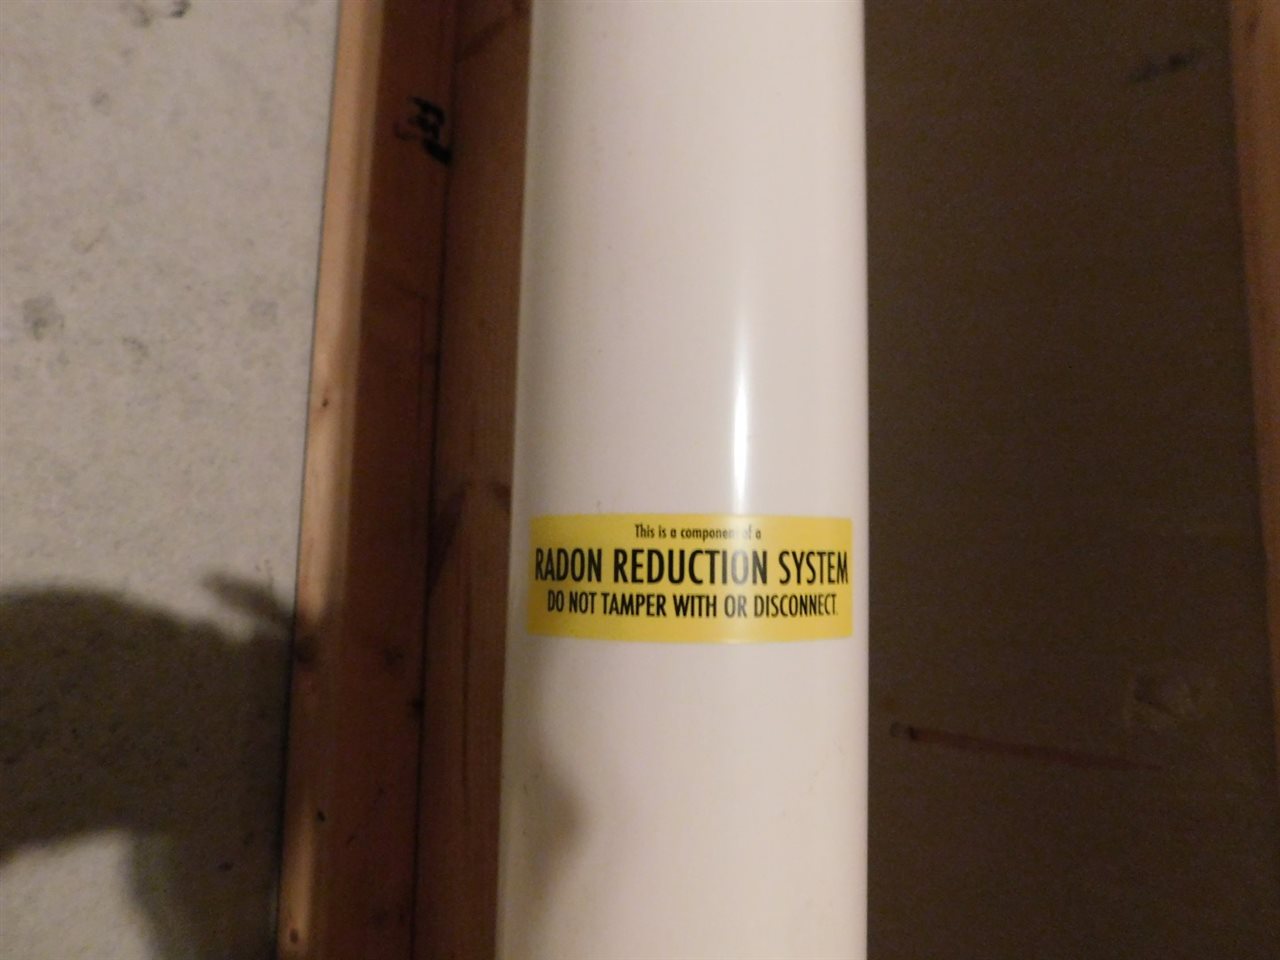 This is a component of a
RADON REDUCTION SYSTEM
DO NOT TAMPER WITH OR DISCONNECT.